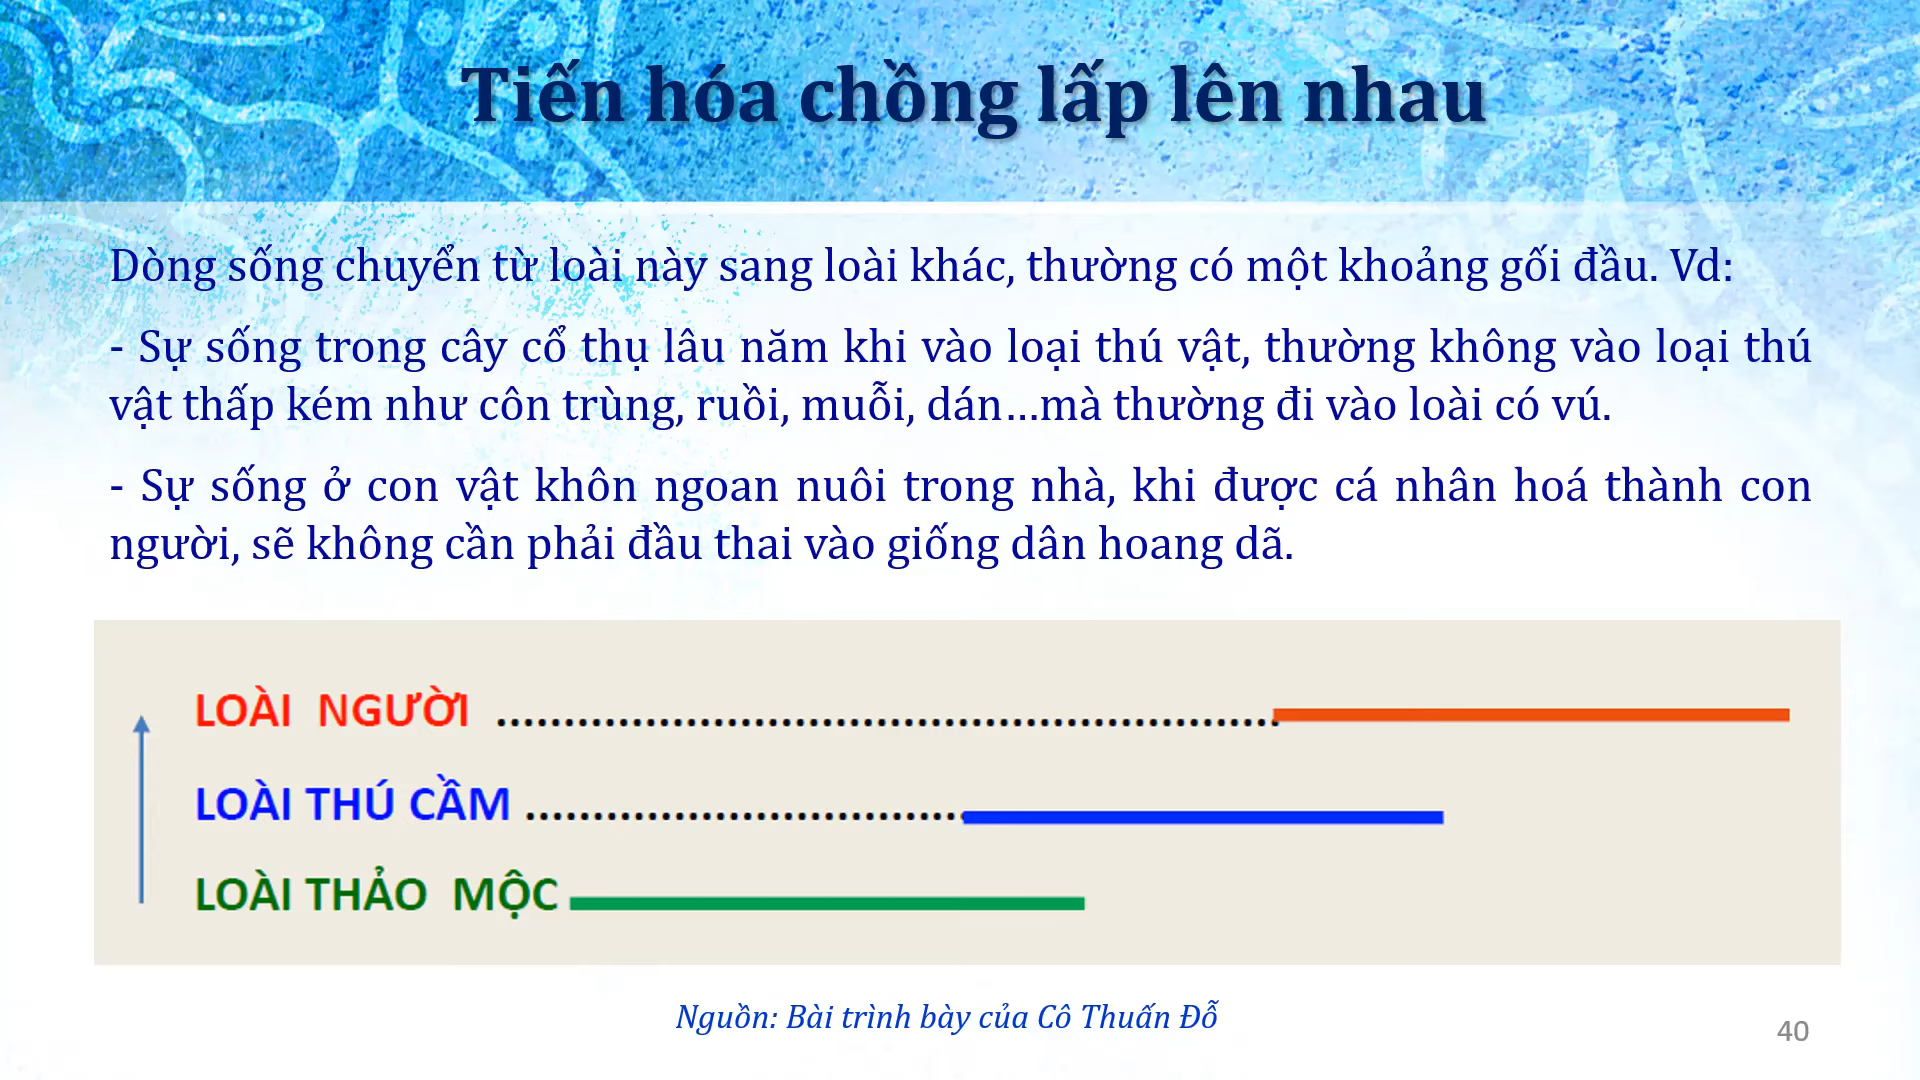 Tiến hóa chồng lấp lên nhau
Dòng sống chuyển từ loài này sang loài khác, thường có một khoảng gối đầu. Vd:
- Sự sống trong cây cổ thụ lâu năm khi vào loại thú vật, thường không vào loại thú
vật thấp kém như côn trùng, ruồi, muỗi, dán...mà thường đi vào loài có vú.
- Sự sống ở con vật khôn ngoan nuôi trong nhà, khi được cá nhân hoá thành con
người, sẽ không cần phải đầu thai vào giống dân hoang dã.
LOÀI NGƯỜI
LOÀI THÚ CẦM
LOÀI THẢO MỘC
Nguồn: Bài trình bày của Cô Thuấn Đỗ
40